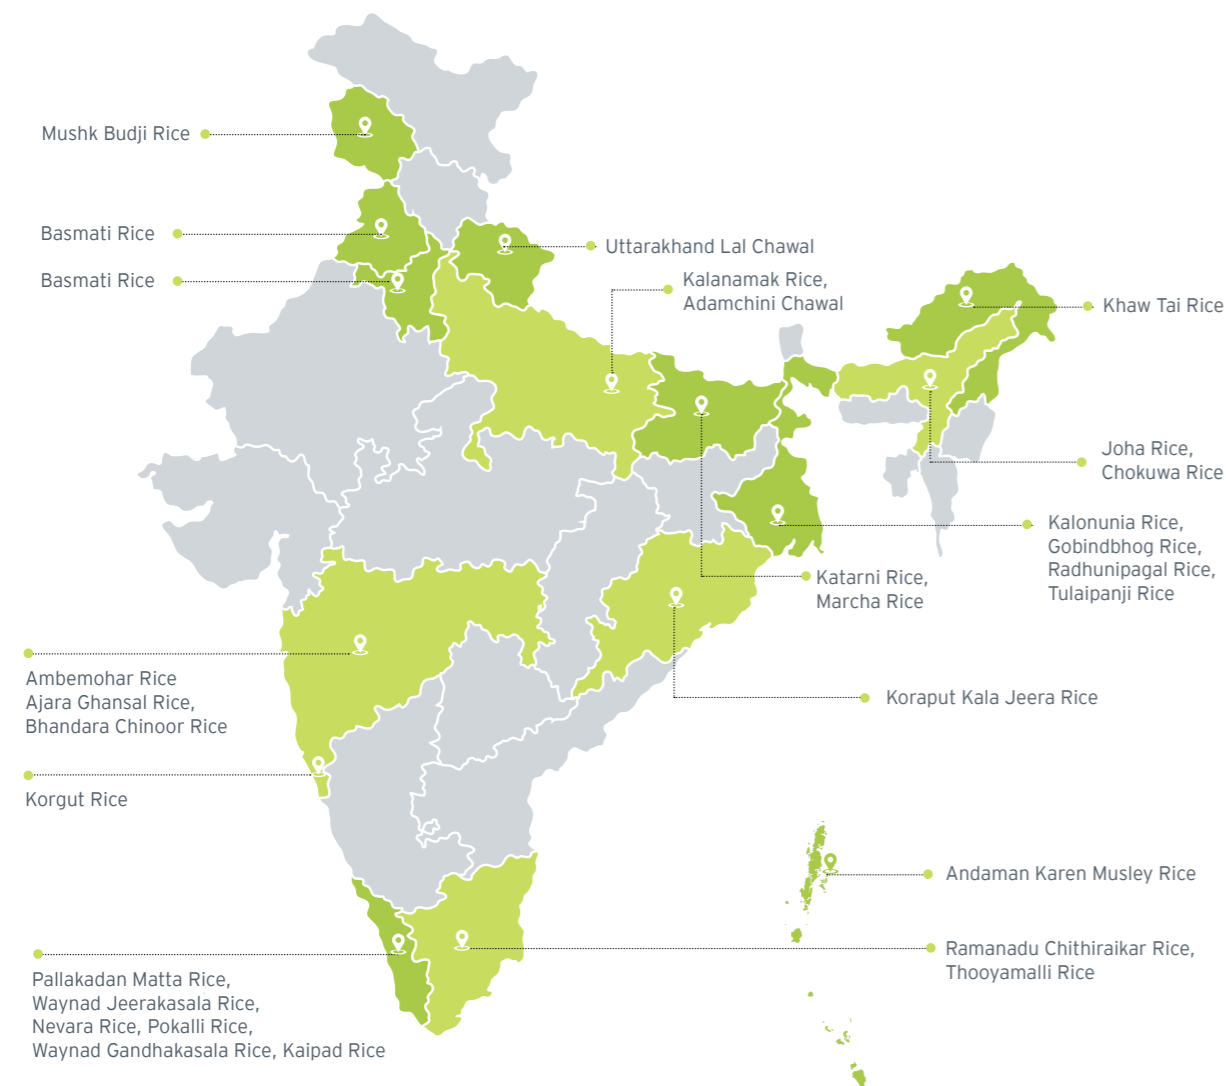 Mushk Budji Rice
Basmati Rice
Basmati Rice
Uttarakhand Lal Chawal
Kalanamak Rice,
Adamchini Chawal
Khaw Tai Rice
Joha Rice,
Chokuwa Rice
Kalonunia Rice,
Gobindbhog Rice,
Radhunipagal Rice,
Tulaipanji Rice
Katarni Rice,
Marcha Rice
Ambemohar Rice
Ajara Ghansal Rice,
Bhandara Chinoor Rice
Koraput Kala Jeera Rice
Korgut Rice
Andaman Karen Musley Rice
Ramanadu Chithiraikar Rice,
Thooyamalli Rice
Pallakadan Matta Rice,
Waynad Jeerakasala Rice,
Nevara Rice, Pokalli Rice,
Waynad Gandhakasala Rice, Kaipad Rice